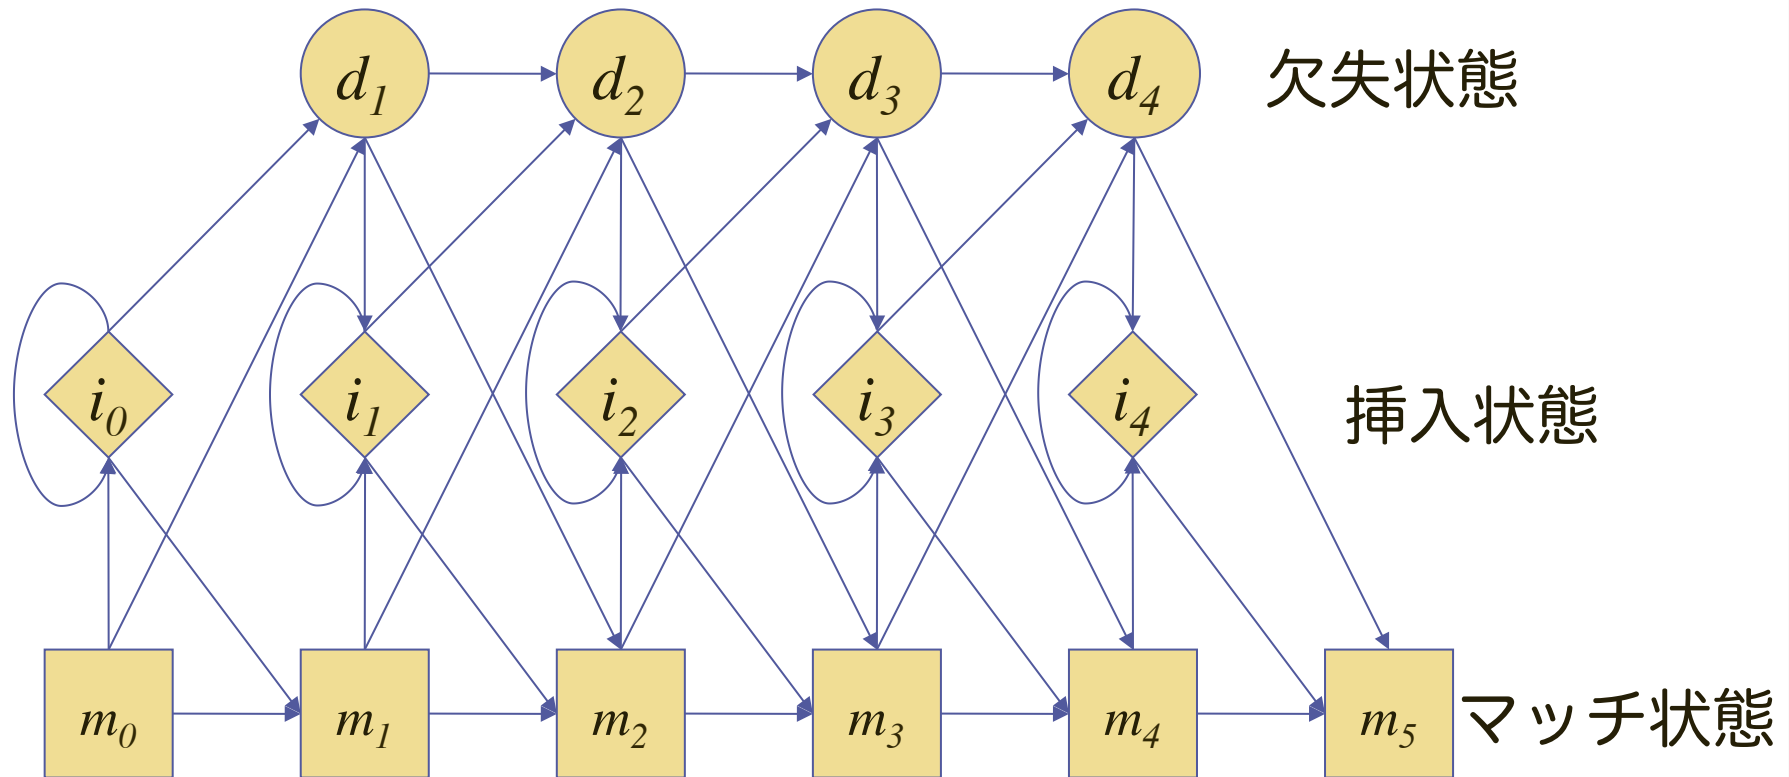 d1 d2 d3 d4 欠失状態
i0 i1 i2 i3 i4 挿入状態
m0 m1 m2 m3 m4 m5 マッチ状態